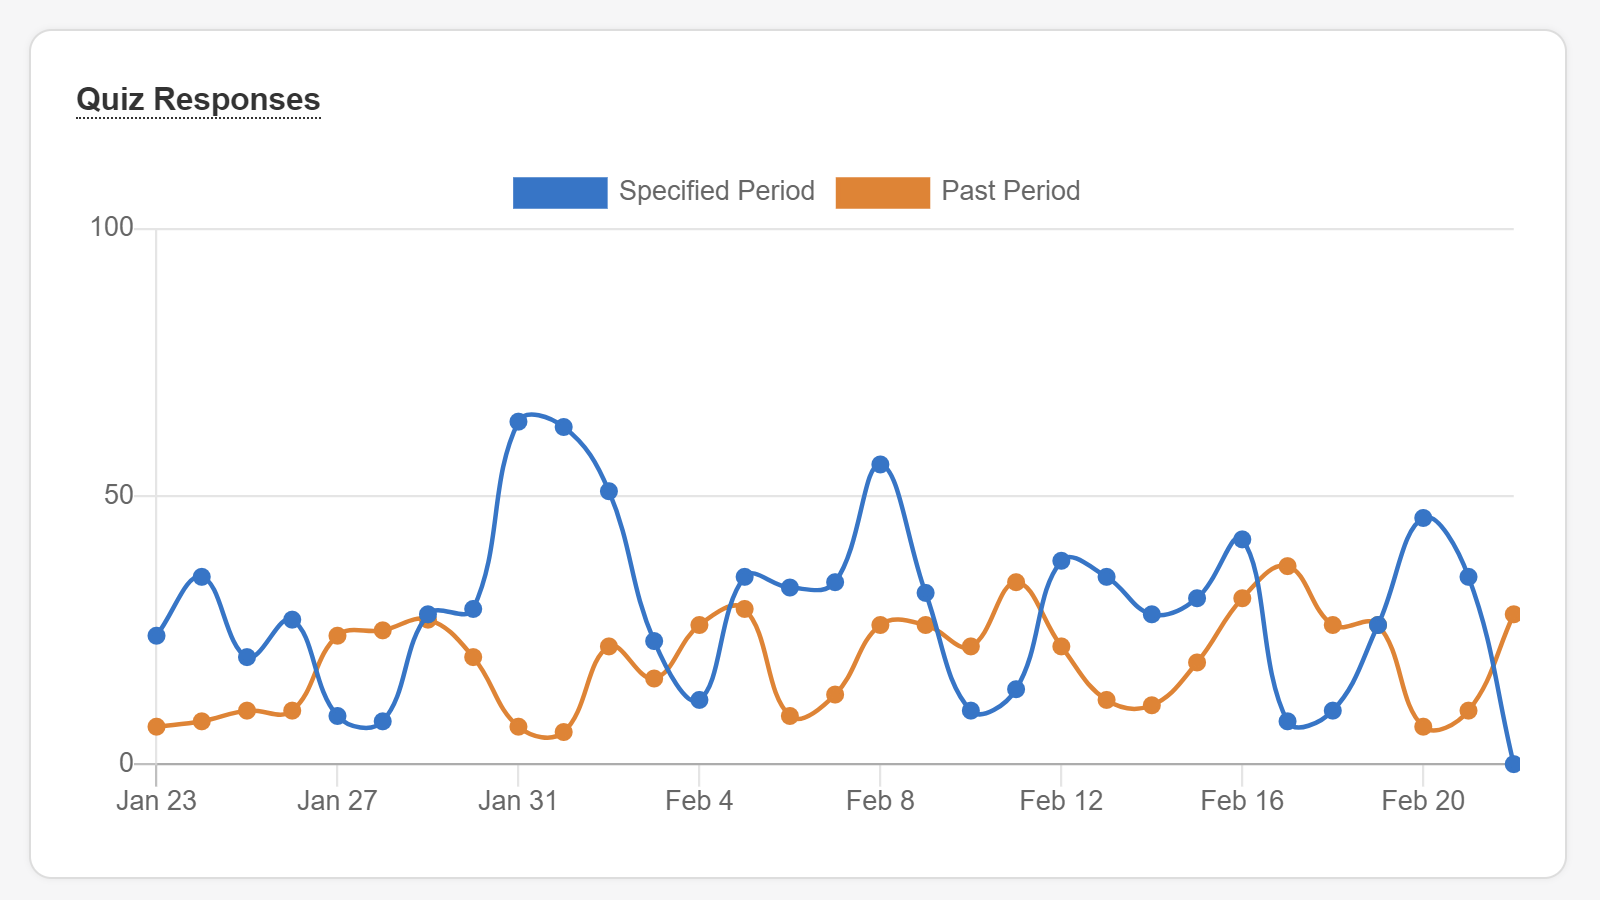 Quiz Responses
Specified Period Past Period
100
50
0
Jan 23 Jan 27 Jan 31 Feb 4 Feb 8 Feb 12 Feb 16 Feb 20